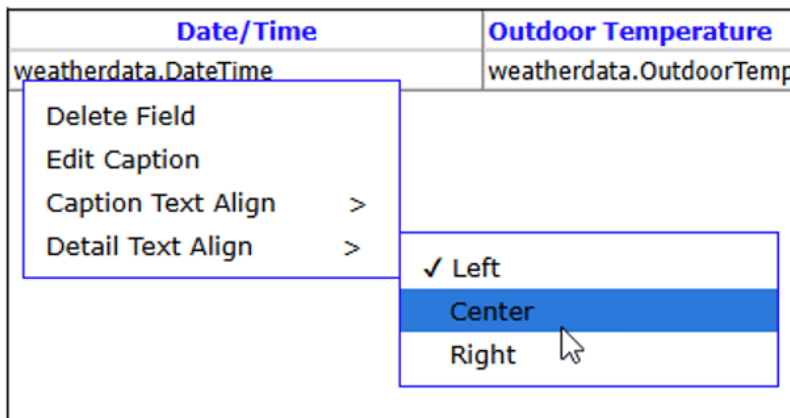 Date/Time Outdoor Temperature
weatherdata.DateTime weatherdata.OutdoorTemp
Delete Field
Edit Caption
Caption Text Align >
Detail Text Align >
✓ Left
Center
Right